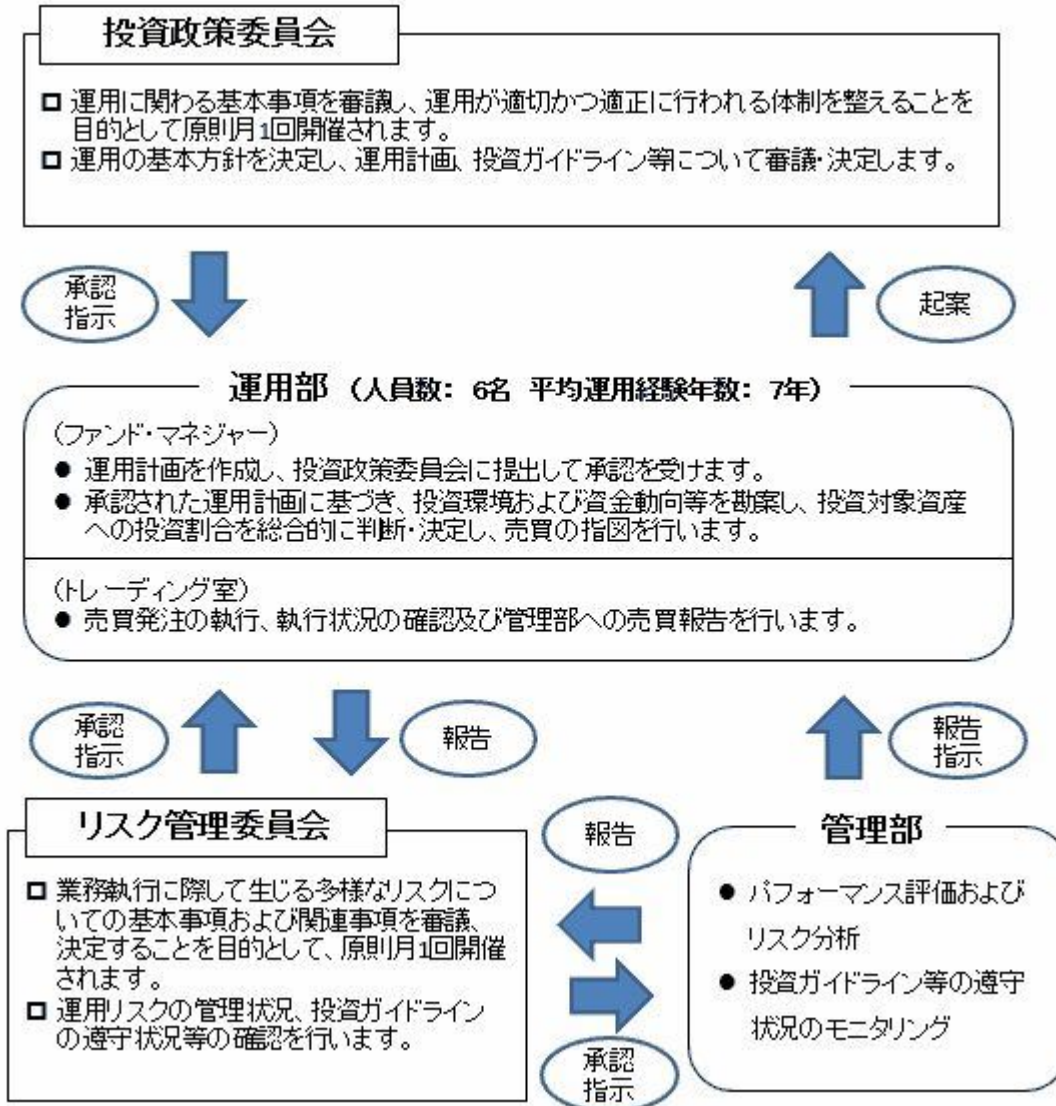 投資政策委員会
□ 運用に関わる基本事項を審議し、運用が適切かつ適正に行われる体制を整えることを
目的として原則月1回開催されます。
□ 運用の基本方針を決定し、運用計画、投資ガイドライン等について審議・決定します。
承認
指示
起案
運用部 (人員数: 6名 平均運用経験年数: 7年)
(ファンド・マネジャー)
● 運用計画を作成し、投資政策委員会に提出して承認を受けます。
● 承認された運用計画に基づき、投資環境および資金動向等を勘案し、投資対象資産
への投資割合を総合的に判断・決定し、売買の指図を行います。
(トレーディング室)
● 売買発注の執行、執行状況の確認及び管理部への売買報告を行います。
承認
指示
報告
報告
指示
リスク管理委員会
□ 業務執行に際して生じる多様なリスクにつ
いての基本事項および関連事項を審議、
決定することを目的として、原則月1回開催
されます。
□ 運用リスクの管理状況、投資ガイドライン
の遵守状況等の確認を行います。
報告
承認
指示
管理部
● パフォーマンス評価および
リスク分析
● 投資ガイドライン等の遵守
状況のモニタリング